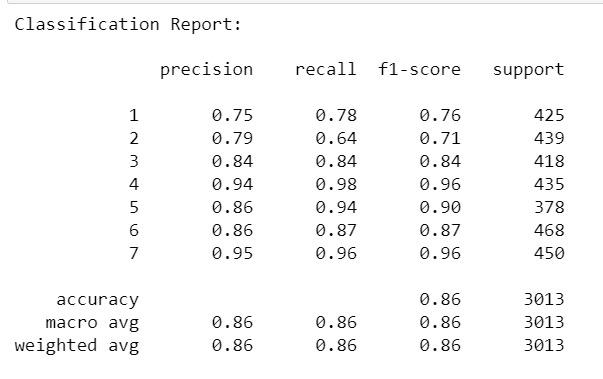 Classification Report:
precision recall f1-score support
1 0.75 0.78 0.76 425
2 0.79 0.64 0.71 439
3 0.84 0.84 0.84 418
4 0.94 0.98 0.96 435
5 0.86 0.94 0.90 378
6 0.86 0.87 0.87 468
7 0.95 0.96 0.96 450
accuracy 0.86 3013
macro avg 0.86 0.86 0.86 3013
weighted avg 0.86 0.86 0.86 3013